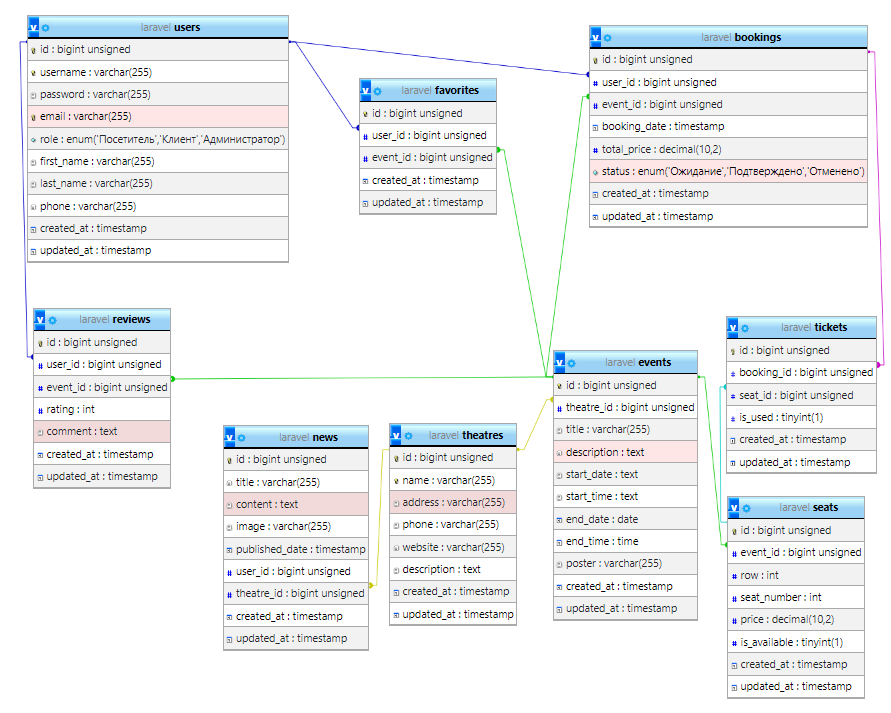 laravel users
id : bigint unsigned
username : varchar(255)
password : varchar(255)
email : varchar(255)
role : enum('Посетитель','Клиент','Администратор')
first_name : varchar(255)
last_name : varchar(255)
phone : varchar(255)
created_at : timestamp
updated_at : timestamp
laravel favorites
id : bigint unsigned
user_id : bigint unsigned
event_id : bigint unsigned
created_at : timestamp
updated_at : timestamp
laravel bookings
id : bigint unsigned
user_id : bigint unsigned
event_id : bigint unsigned
booking_date : timestamp
total_price : decimal(10,2)
status : enum('Ожидание','Подтверждено','Отменено')
created_at : timestamp
updated_at : timestamp
laravel reviews
id : bigint unsigned
user_id : bigint unsigned
event_id : bigint unsigned
rating : int
comment : text
created_at : timestamp
updated_at : timestamp
laravel news
id : bigint unsigned
title : varchar(255)
content : text
image : varchar(255)
published_date : timestamp
user_id : bigint unsigned
theatre_id : bigint unsigned
created_at : timestamp
updated_at : timestamp
laravel theatres
id : bigint unsigned
name : varchar(255)
address : varchar(255)
phone : varchar(255)
website : varchar(255)
description : text
created_at : timestamp
updated_at : timestamp
laravel events
id : bigint unsigned
theatre_id : bigint unsigned
title : varchar(255)
description : text
start_date : text
start_time : text
end_date : date
end_time : time
poster : varchar(255)
created_at : timestamp
updated_at : timestamp
laravel tickets
id : bigint unsigned
booking_id : bigint unsigned
seat_id : bigint unsigned
is_used : tinyint(1)
created_at : timestamp
updated_at : timestamp
laravel seats
id : bigint unsigned
event_id : bigint unsigned
row : int
seat_number : int
price : decimal(10,2)
is_available : tinyint(1)
created_at : timestamp
updated_at : timestamp